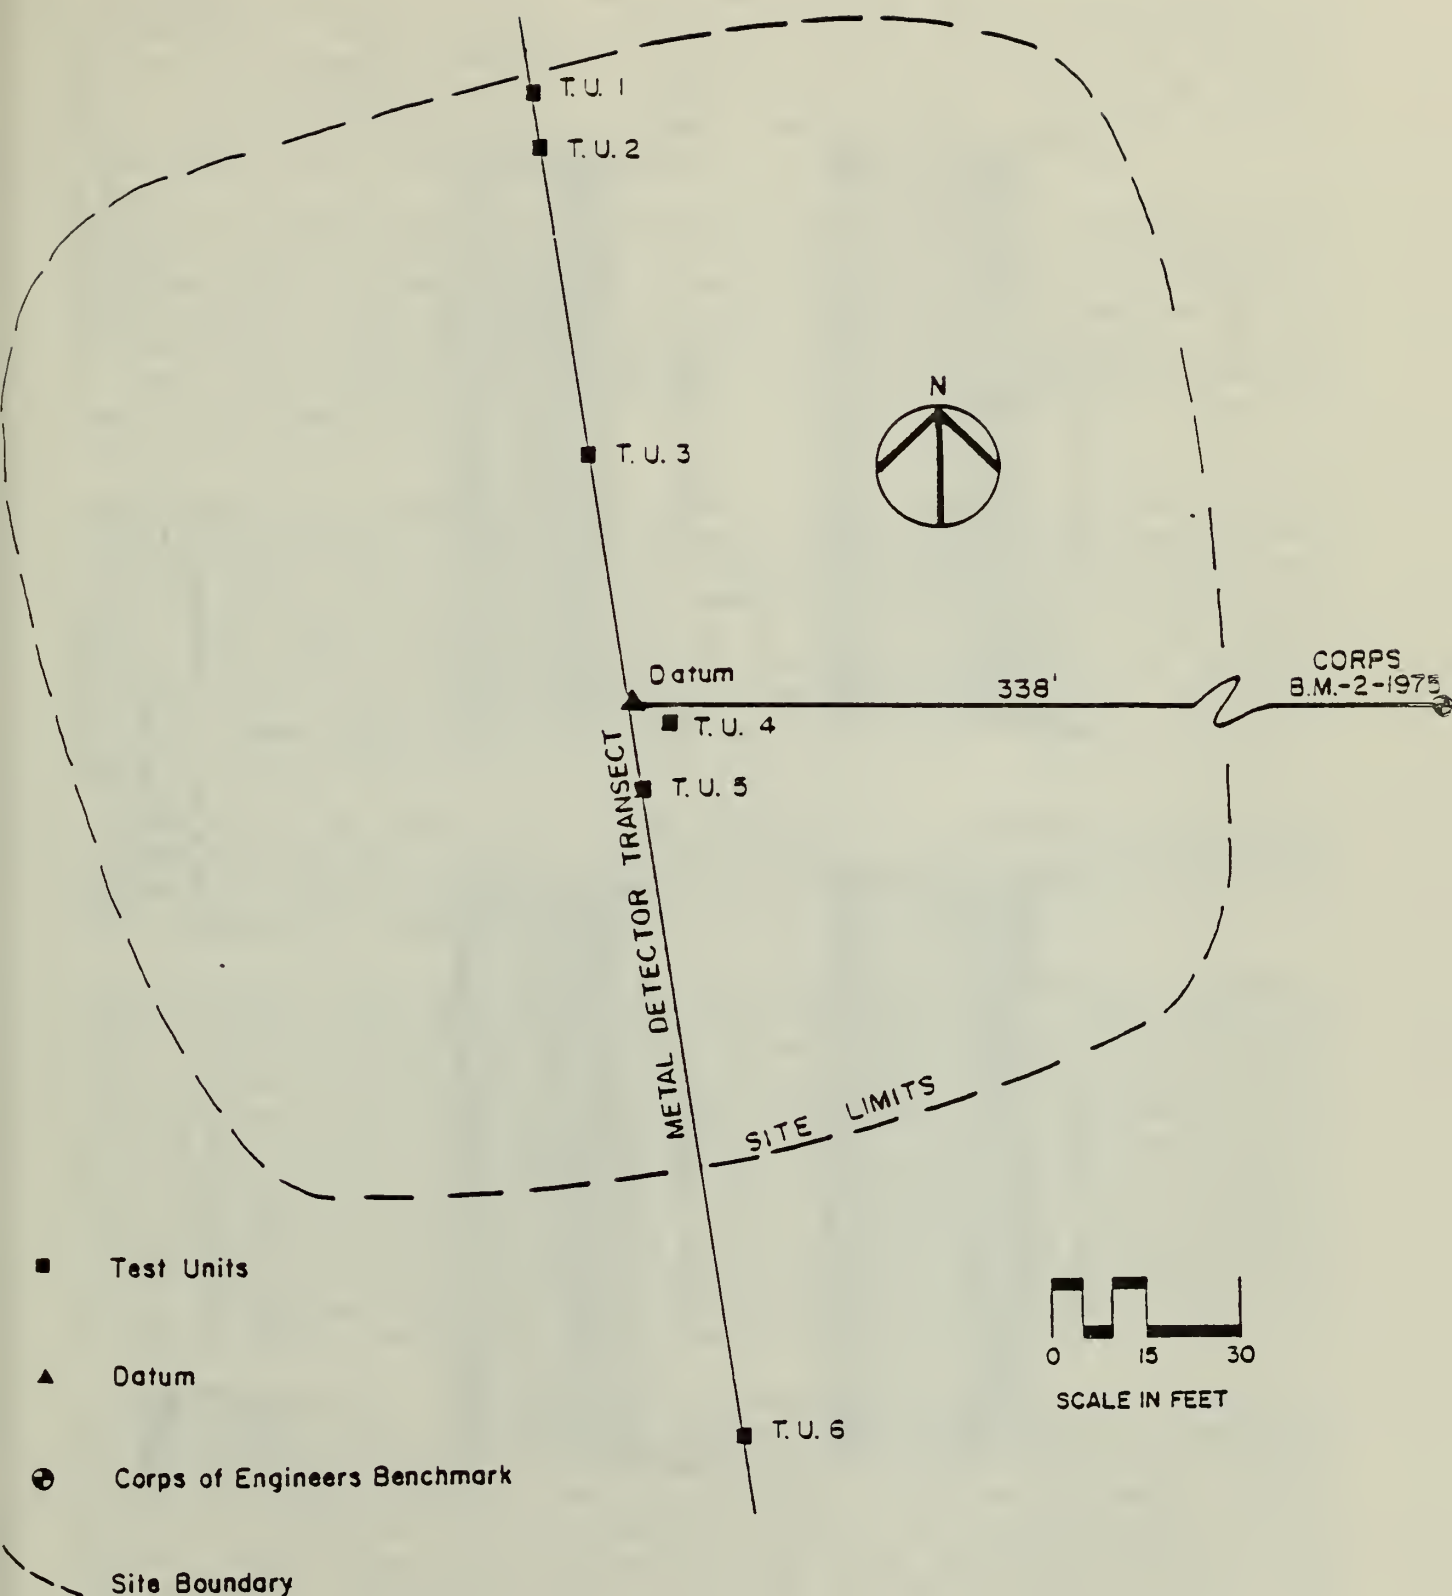 T. U. 1
T. U. 2
N
T. U. 3
Datum
CORPS
338'
B.M.-2-1975
T. U. 4
T. U. 5
METAL DETECTOR TRANSECT
SITE LIMITS
Test Units
0 15 30
Datum
SCALE IN FEET
T. U. 6
Corps of Engineers Benchmark
Site Boundary